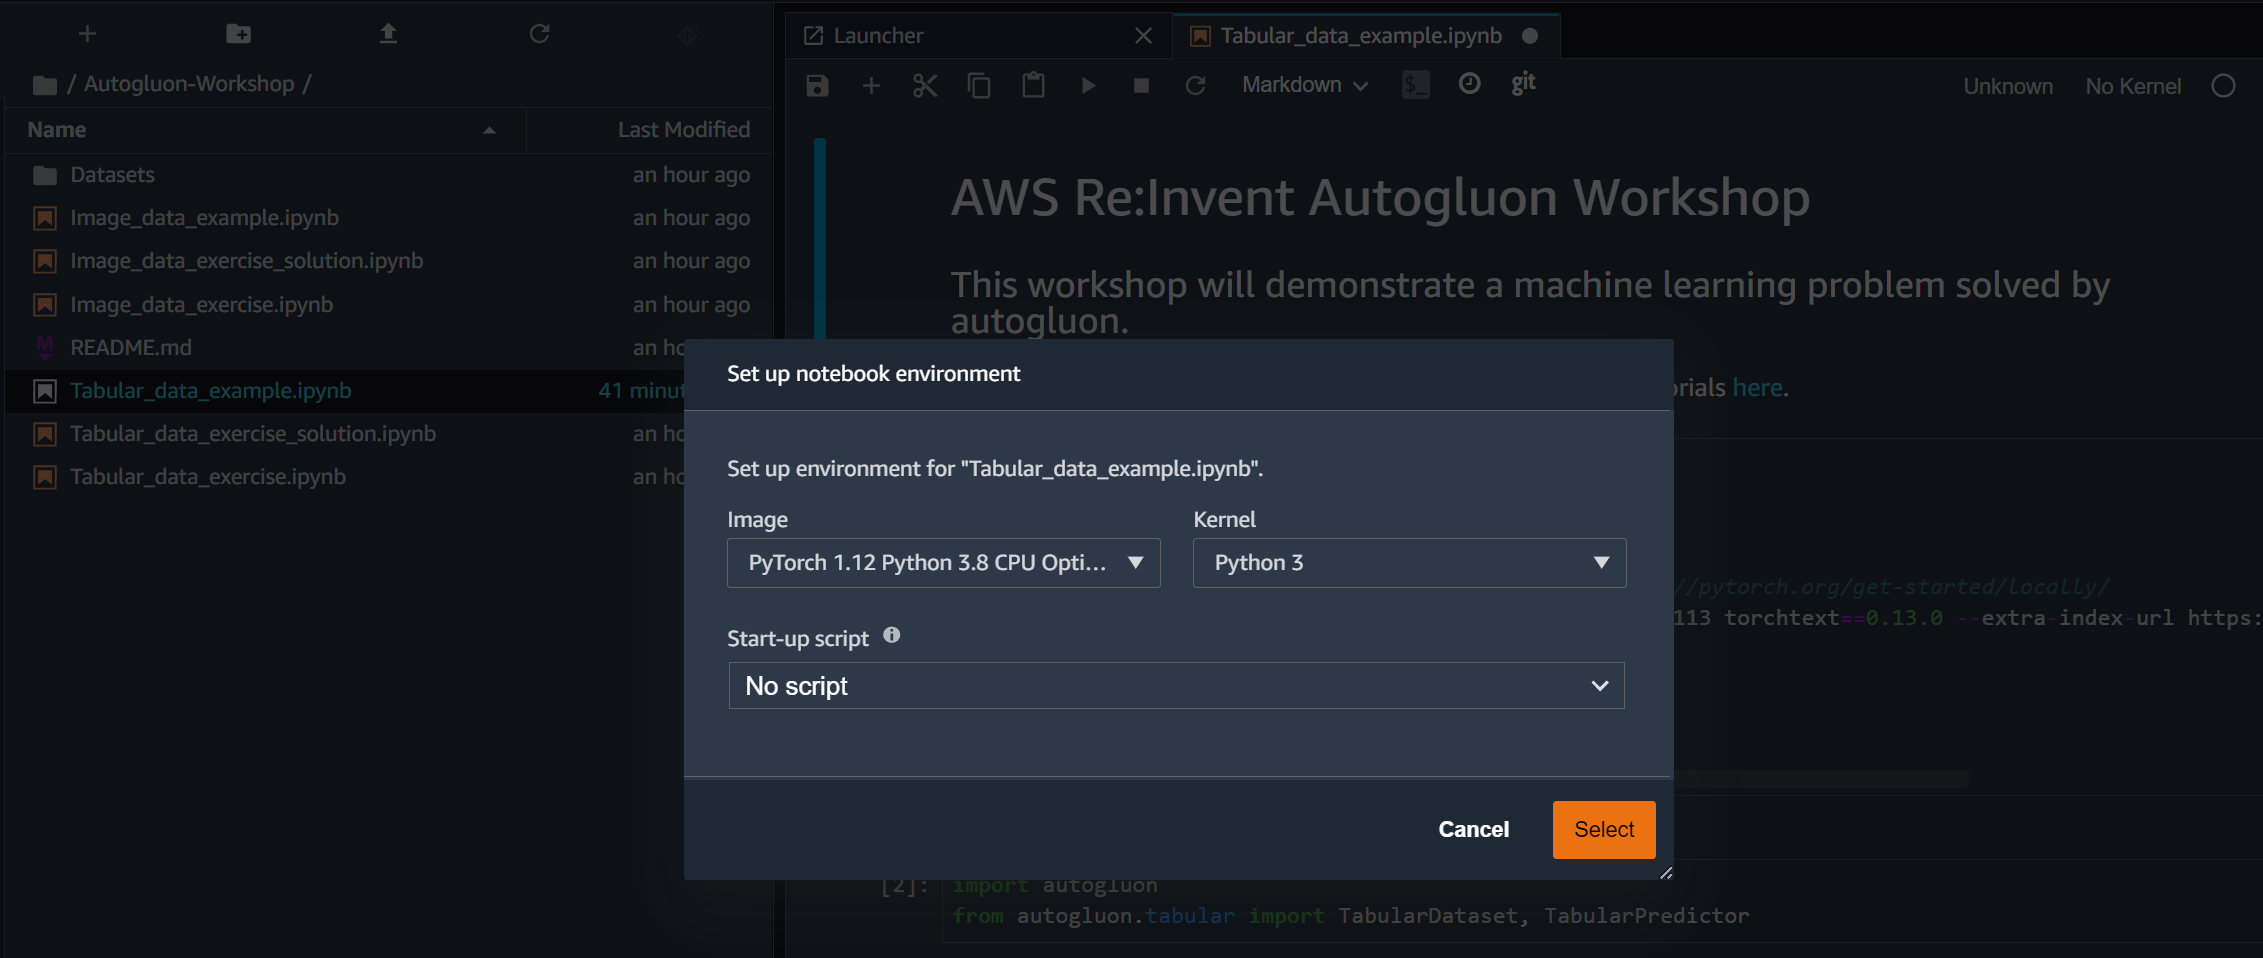 Launcher
Tabular_data_example.ipynb
/ Autogluon-Workshop /
Markdown
$_
git
Unknown
No Kernel
Name
Last Modified
Datasets
an hour ago
Image_data_example.ipynb
an hour ago
Image_data_exercise_solution.ipynb
an hour ago
Image_data_exercise.ipynb
an hour ago
M
README.md
an ho
Tabular_data_example.ipynb
41 minut
Tabular_data_exercise_solution.ipynb
an ho
Tabular_data_exercise.ipynb
an ho
AWS Re:Invent Autogluon Workshop
This workshop will demonstrate a machine learning problem solved by
autogluon.
orials here.
//pytorch.org/get-started/locally/
113 torchtext==0.13.0 --extra-index-url https:
[2]:
import autogluon
from autogluon.tabular import TabularDataset, TabularPredictor
Set up notebook environment
Set up environment for "Tabular_data_example.ipynb".
Image
Kernel
PyTorch 1.12 Python 3.8 CPU Opti...
Python 3
Start-up script
No script
Cancel
Select